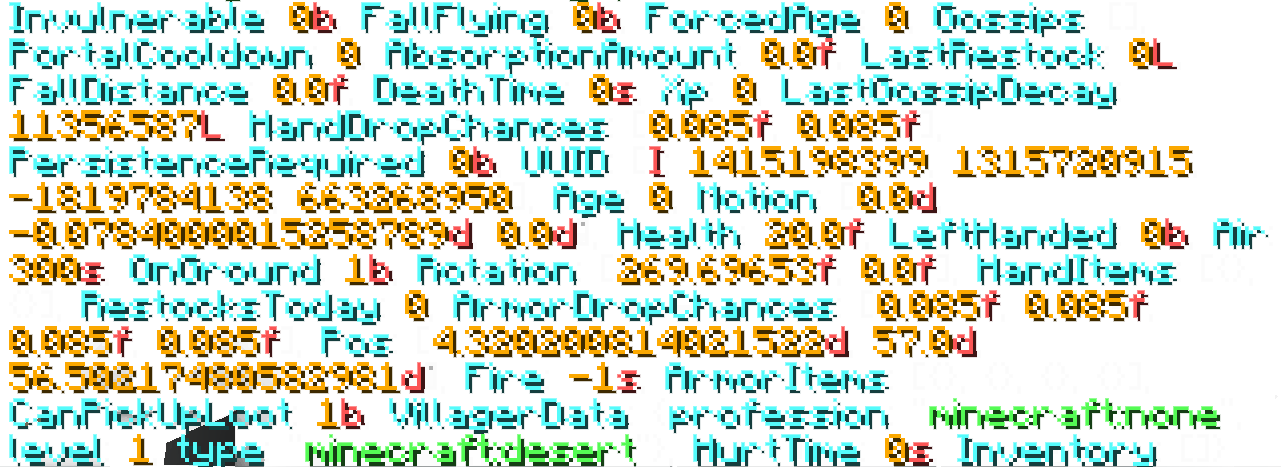 Invulnerable 0b FallFlying 0b ForcedAge 0 Gossips
PortalCooldown 0 AbsorptionAmount 0.0f LastRestock 0L
FallDistance 0.0f DeathTime 0s Xp 0 LastGossipDecay
11356587L HandDropChances 0.085f 0.085f
PersistenceRequired 0b UUID I 1415198399 1315720915
-1819784138 663268950 Age 0 Motion 0.0d
-0.0784000015258789d 0.0d Health 20.0f LeftHanded 0b Air
300s OnGround 1b Rotation 269.69653f 0.0f HandItems
RestocksToday 0 ArmorDropChances 0.085f 0.085f
0.085f 0.085f Pos 4.320200814021522d 57.0d
56.50217480582981d Fire -1s ArmorItems
CanPickUpLoot 1b VillagerData profession minecraft:none
level 1 type minecraft:desert HurtTime 0s Inventory